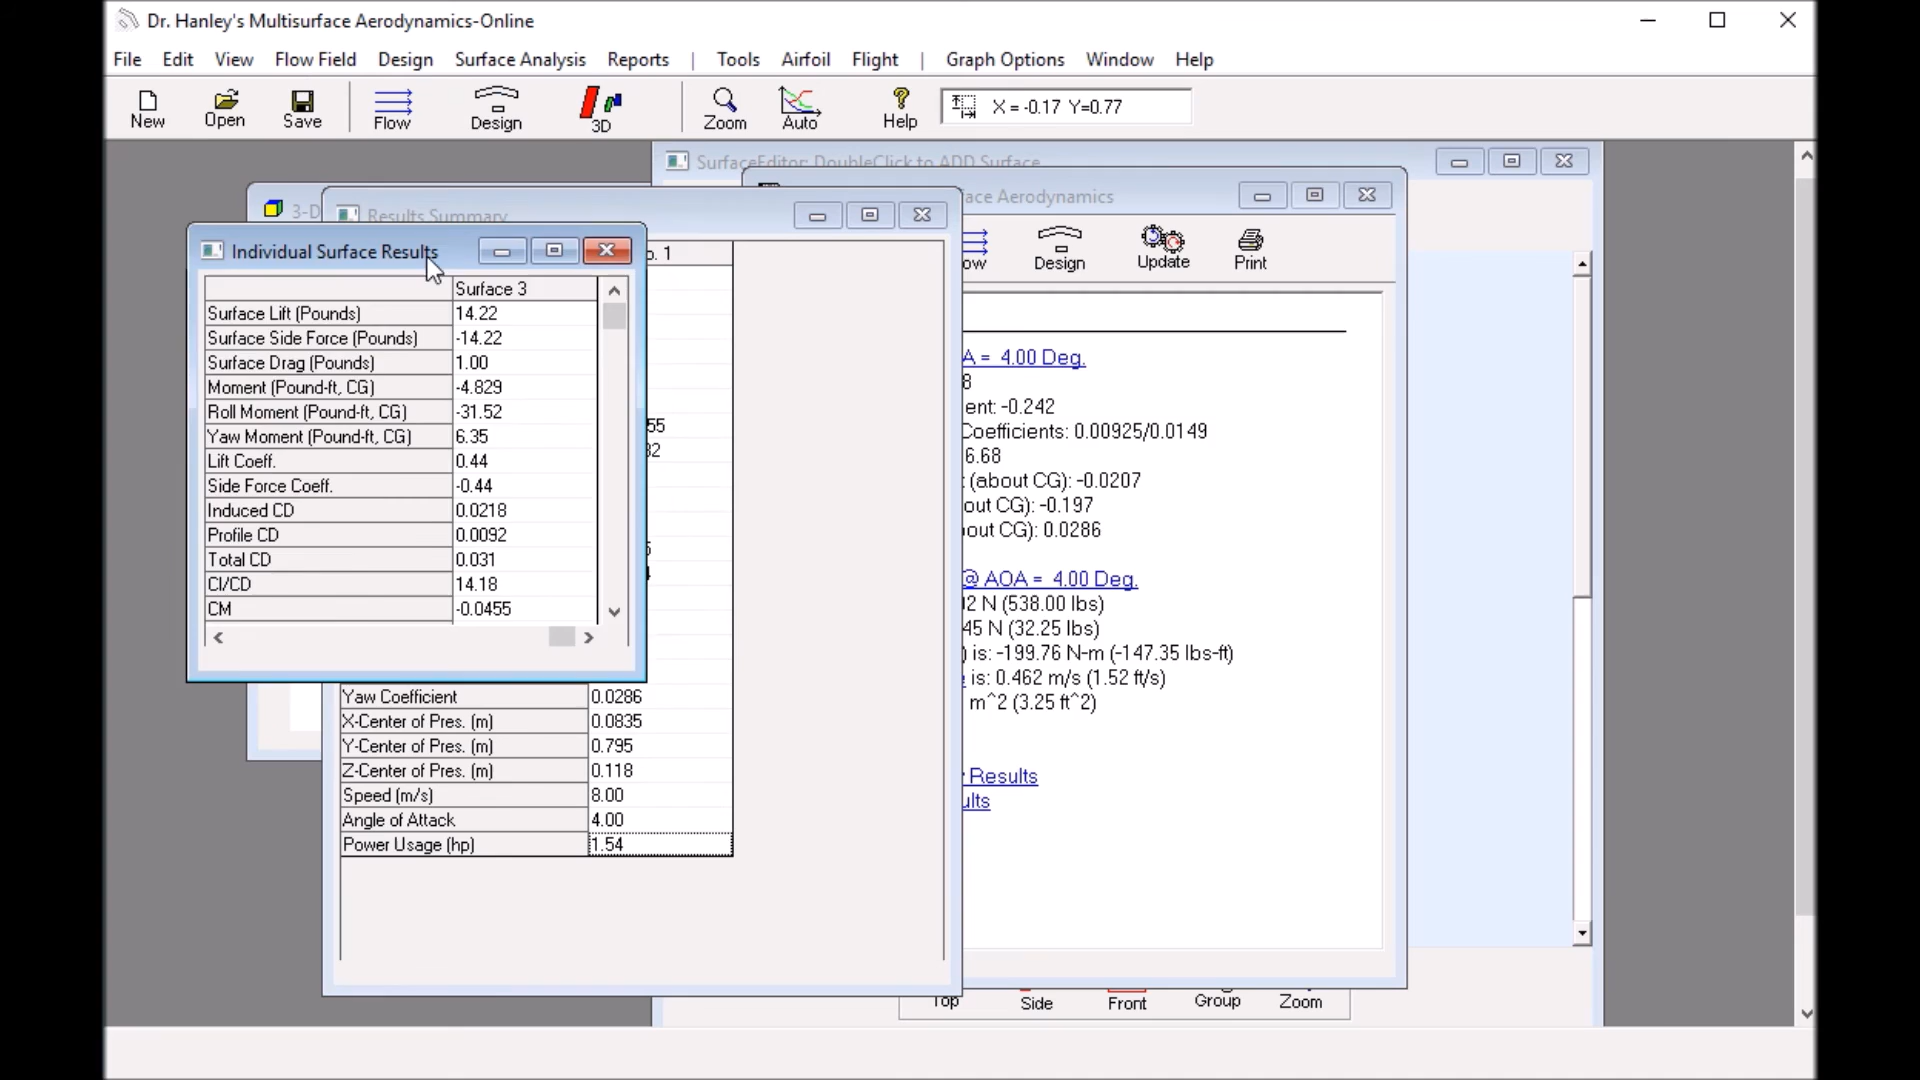 Dr. Hanley's Multisurface Aerodynamics-Online
File Edit View Flow Field Design Surface Analysis Reports | Tools Airfoil Flight | Graph Options Window Help
New Open Save Flow Design 3D Zoom Auto Help X = -0.17 Y=0.77
SurfaceEditor: DoubleClick to ADD Surface
ace Aerodynamics
3-D
Results Summary
Individual Surface Results
Surface 3
Surface Lift (Pounds) 14.22
Surface Side Force (Pounds) -14.22
Surface Drag (Pounds) 1.00
Moment (Pound-ft, CG) -4.829
Roll Moment (Pound-ft, CG) -31.52
Yaw Moment (Pound-ft, CG) 6.35
Lift Coeff. 0.44
Side Force Coeff. -0.44
Induced CD 0.0218
Profile CD 0.0092
Total CD 0.031
Cl/CD 14.18
CM -0.0455
o. 1
55
32
Yaw Coefficient 0.0286
X-Center of Pres. (m) 0.0835
Y-Center of Pres. (m) 0.795
Z-Center of Pres. (m) 0.118
Speed (m/s) 8.00
Angle of Attack 4.00
Power Usage (hp) 1.54
ow Design Update Print
A = 4.00 Deg.
8
ent: -0.242
Coefficients: 0.00925/0.0149
6.68
(about CG): -0.0207
out CG): -0.197
out CG): 0.0286
@ AOA = 4.00 Deg.
2 N (538.00 lbs)
45 N (32.25 lbs)
) is: -199.76 N-m (-147.35 lbs-ft)
is: 0.462 m/s (1.52 ft/s)
m^2 (3.25 ft^2)
Results
ults
Top Side Front Group Zoom